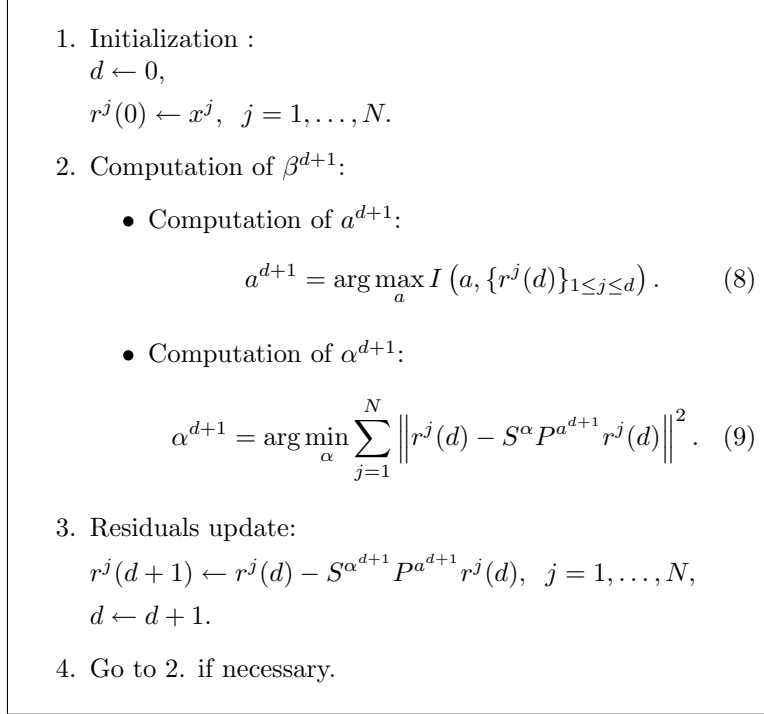 1. Initialization :
d ← 0,
r^j(0) ← x^j, j = 1, . . . , N.
2. Computation of β^{d+1}:
• Computation of a^{d+1}:
a^{d+1} = arg max_a I (a, {r^j(d)}_{1≤j≤d}) . (8)
• Computation of α^{d+1}:
α^{d+1} = arg min_α ∑_{j=1}^{N} ‖r^j(d) − S^α P^{a^{d+1}} r^j(d)‖^2 . (9)
3. Residuals update:
r^j(d + 1) ← r^j(d) − S^{α^{d+1}} P^{a^{d+1}} r^j(d), j = 1, . . . , N,
d ← d + 1.
4. Go to 2. if necessary.